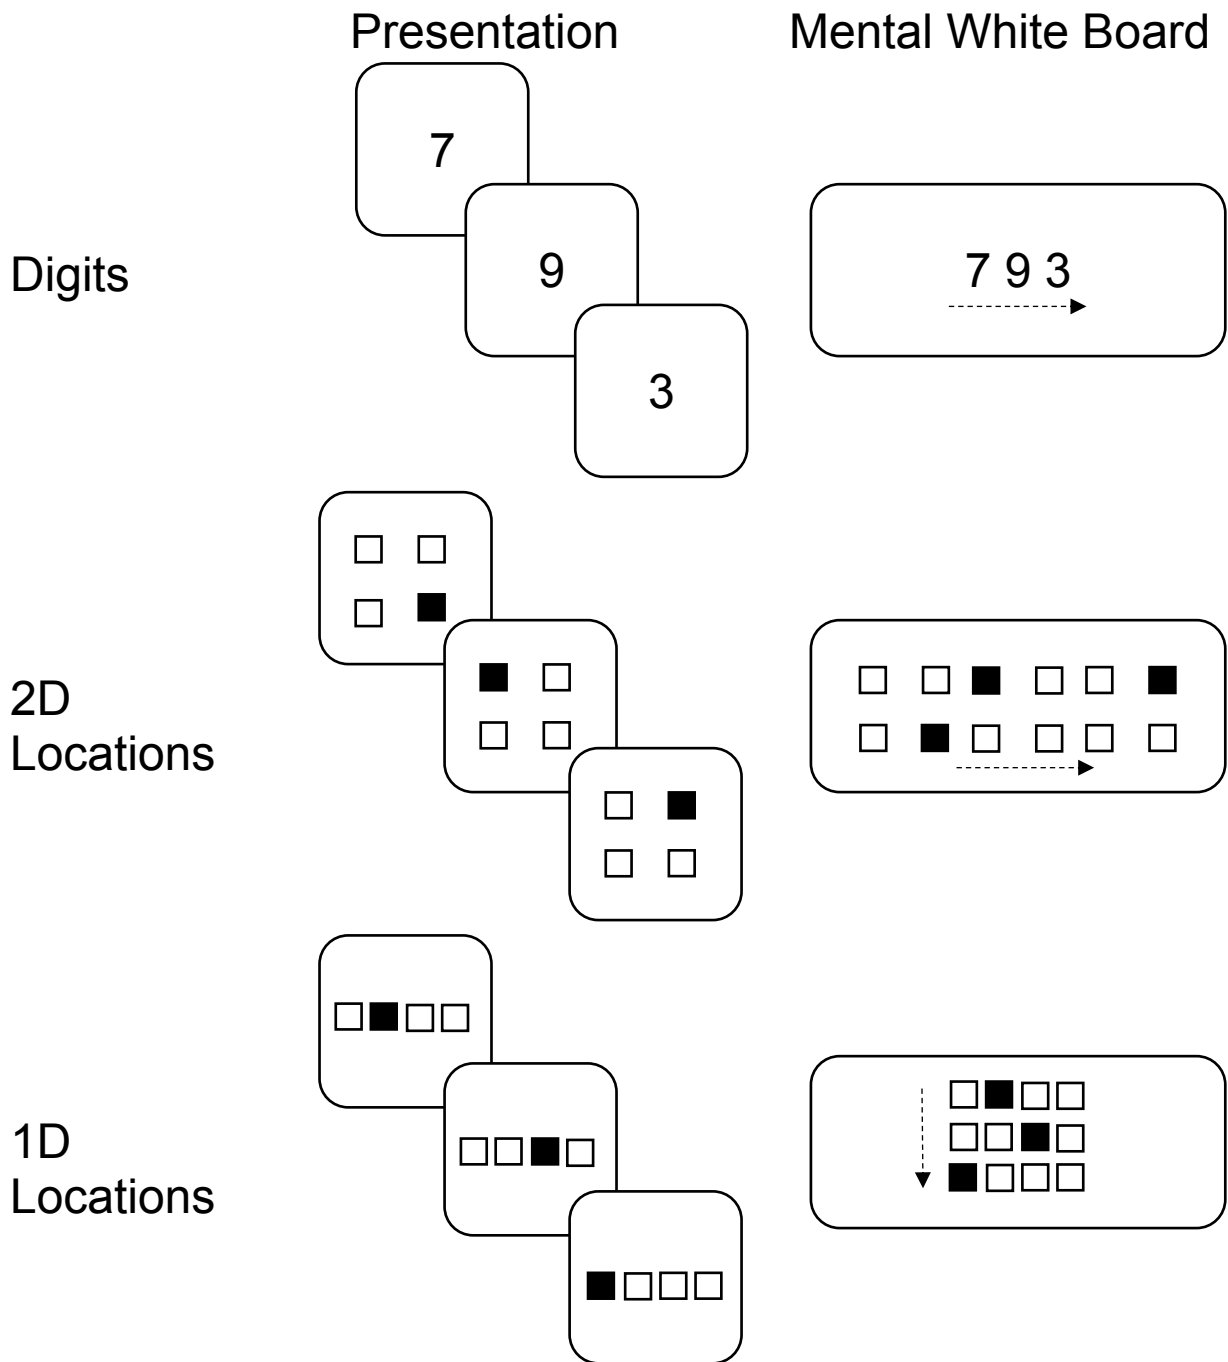 Presentation
Mental White Board
7
Digits
9
7 9 3
3
2D
Locations
1D
Locations